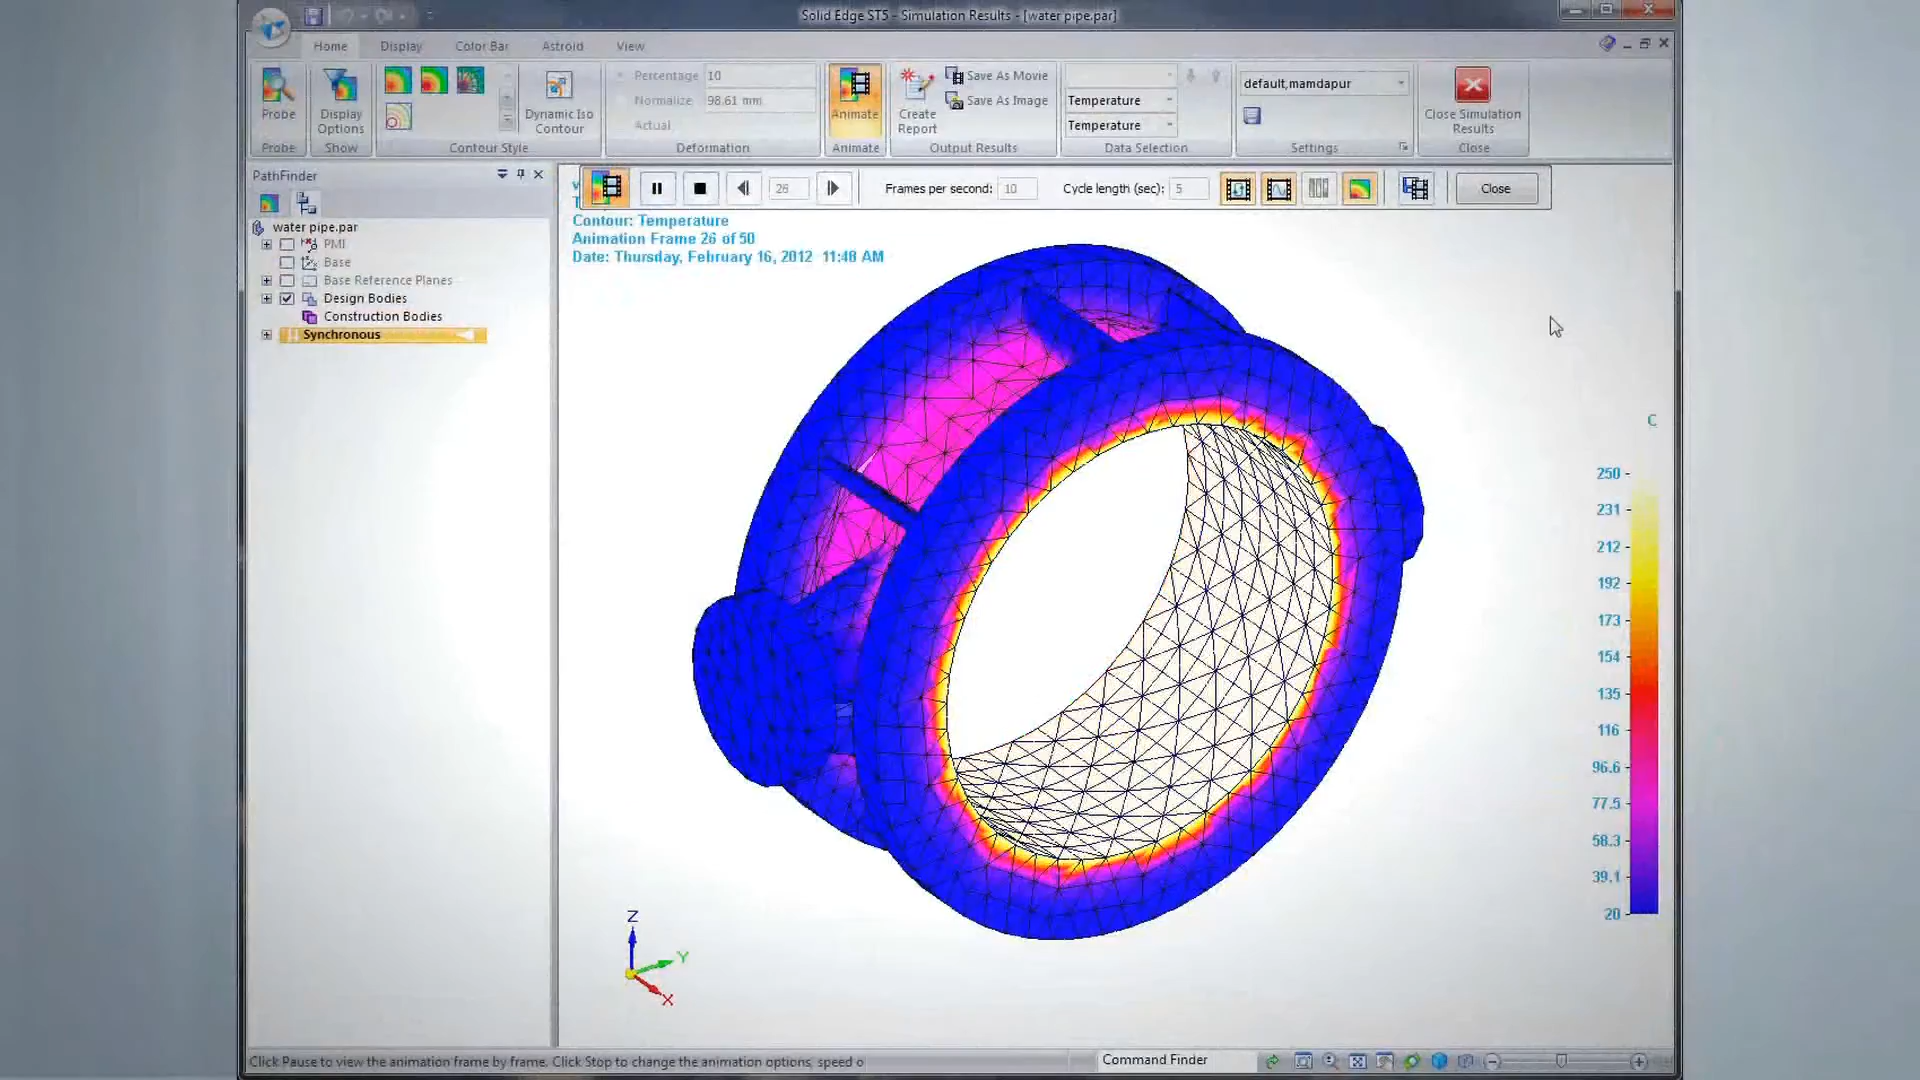 Solid Edge ST5 - Simulation Results - [water pipe.par]
Home Display Color Bar Astroid View
Percentage 10
Normalize 98.61 mm
Actual
Probe
Display Options
Dynamic Iso Contour
Animate
Create Report
Save As Movie
Save As Image
Temperature
Temperature
default,mamdapur
Close Simulation Results
Probe Show Contour Style Deformation Animate Output Results Data Selection Settings Close
PathFinder
26 Frames per second: 10 Cycle length (sec): 5 Close
water pipe.par
PMI
Base
Base Reference Planes
Design Bodies
Construction Bodies
Synchronous
Contour: Temperature
Animation Frame 26 of 50
Date: Thursday, February 16, 2012 11:48 AM
C
250
231
212
192
173
154
135
116
96.6
77.5
58.3
39.1
20
Z
Y
X
Click Pause to view the animation frame by frame. Click Stop to change the animation options, speed o
Command Finder